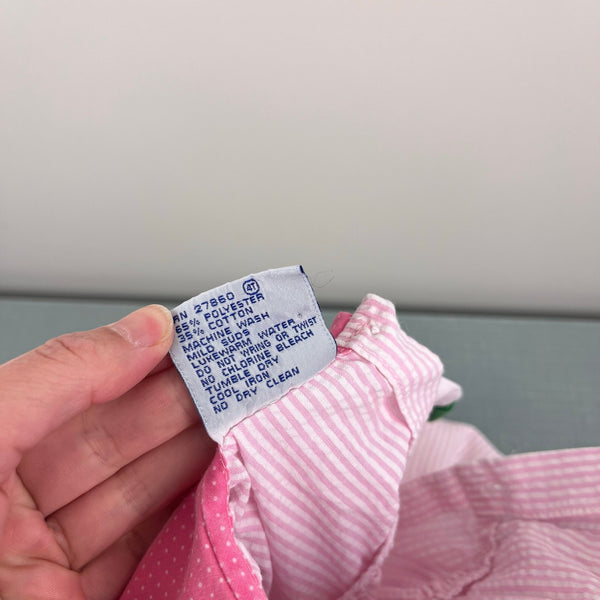 RN 27860 4T
65% POLYESTER
35% COTTON
MACHINE WASH
MILD SUDS
LUKEWARM WATER
DO NOT WRING OR TWIST
NO CHLORINE BLEACH
TUMBLE DRY
COOL IRON
NO DRY CLEAN